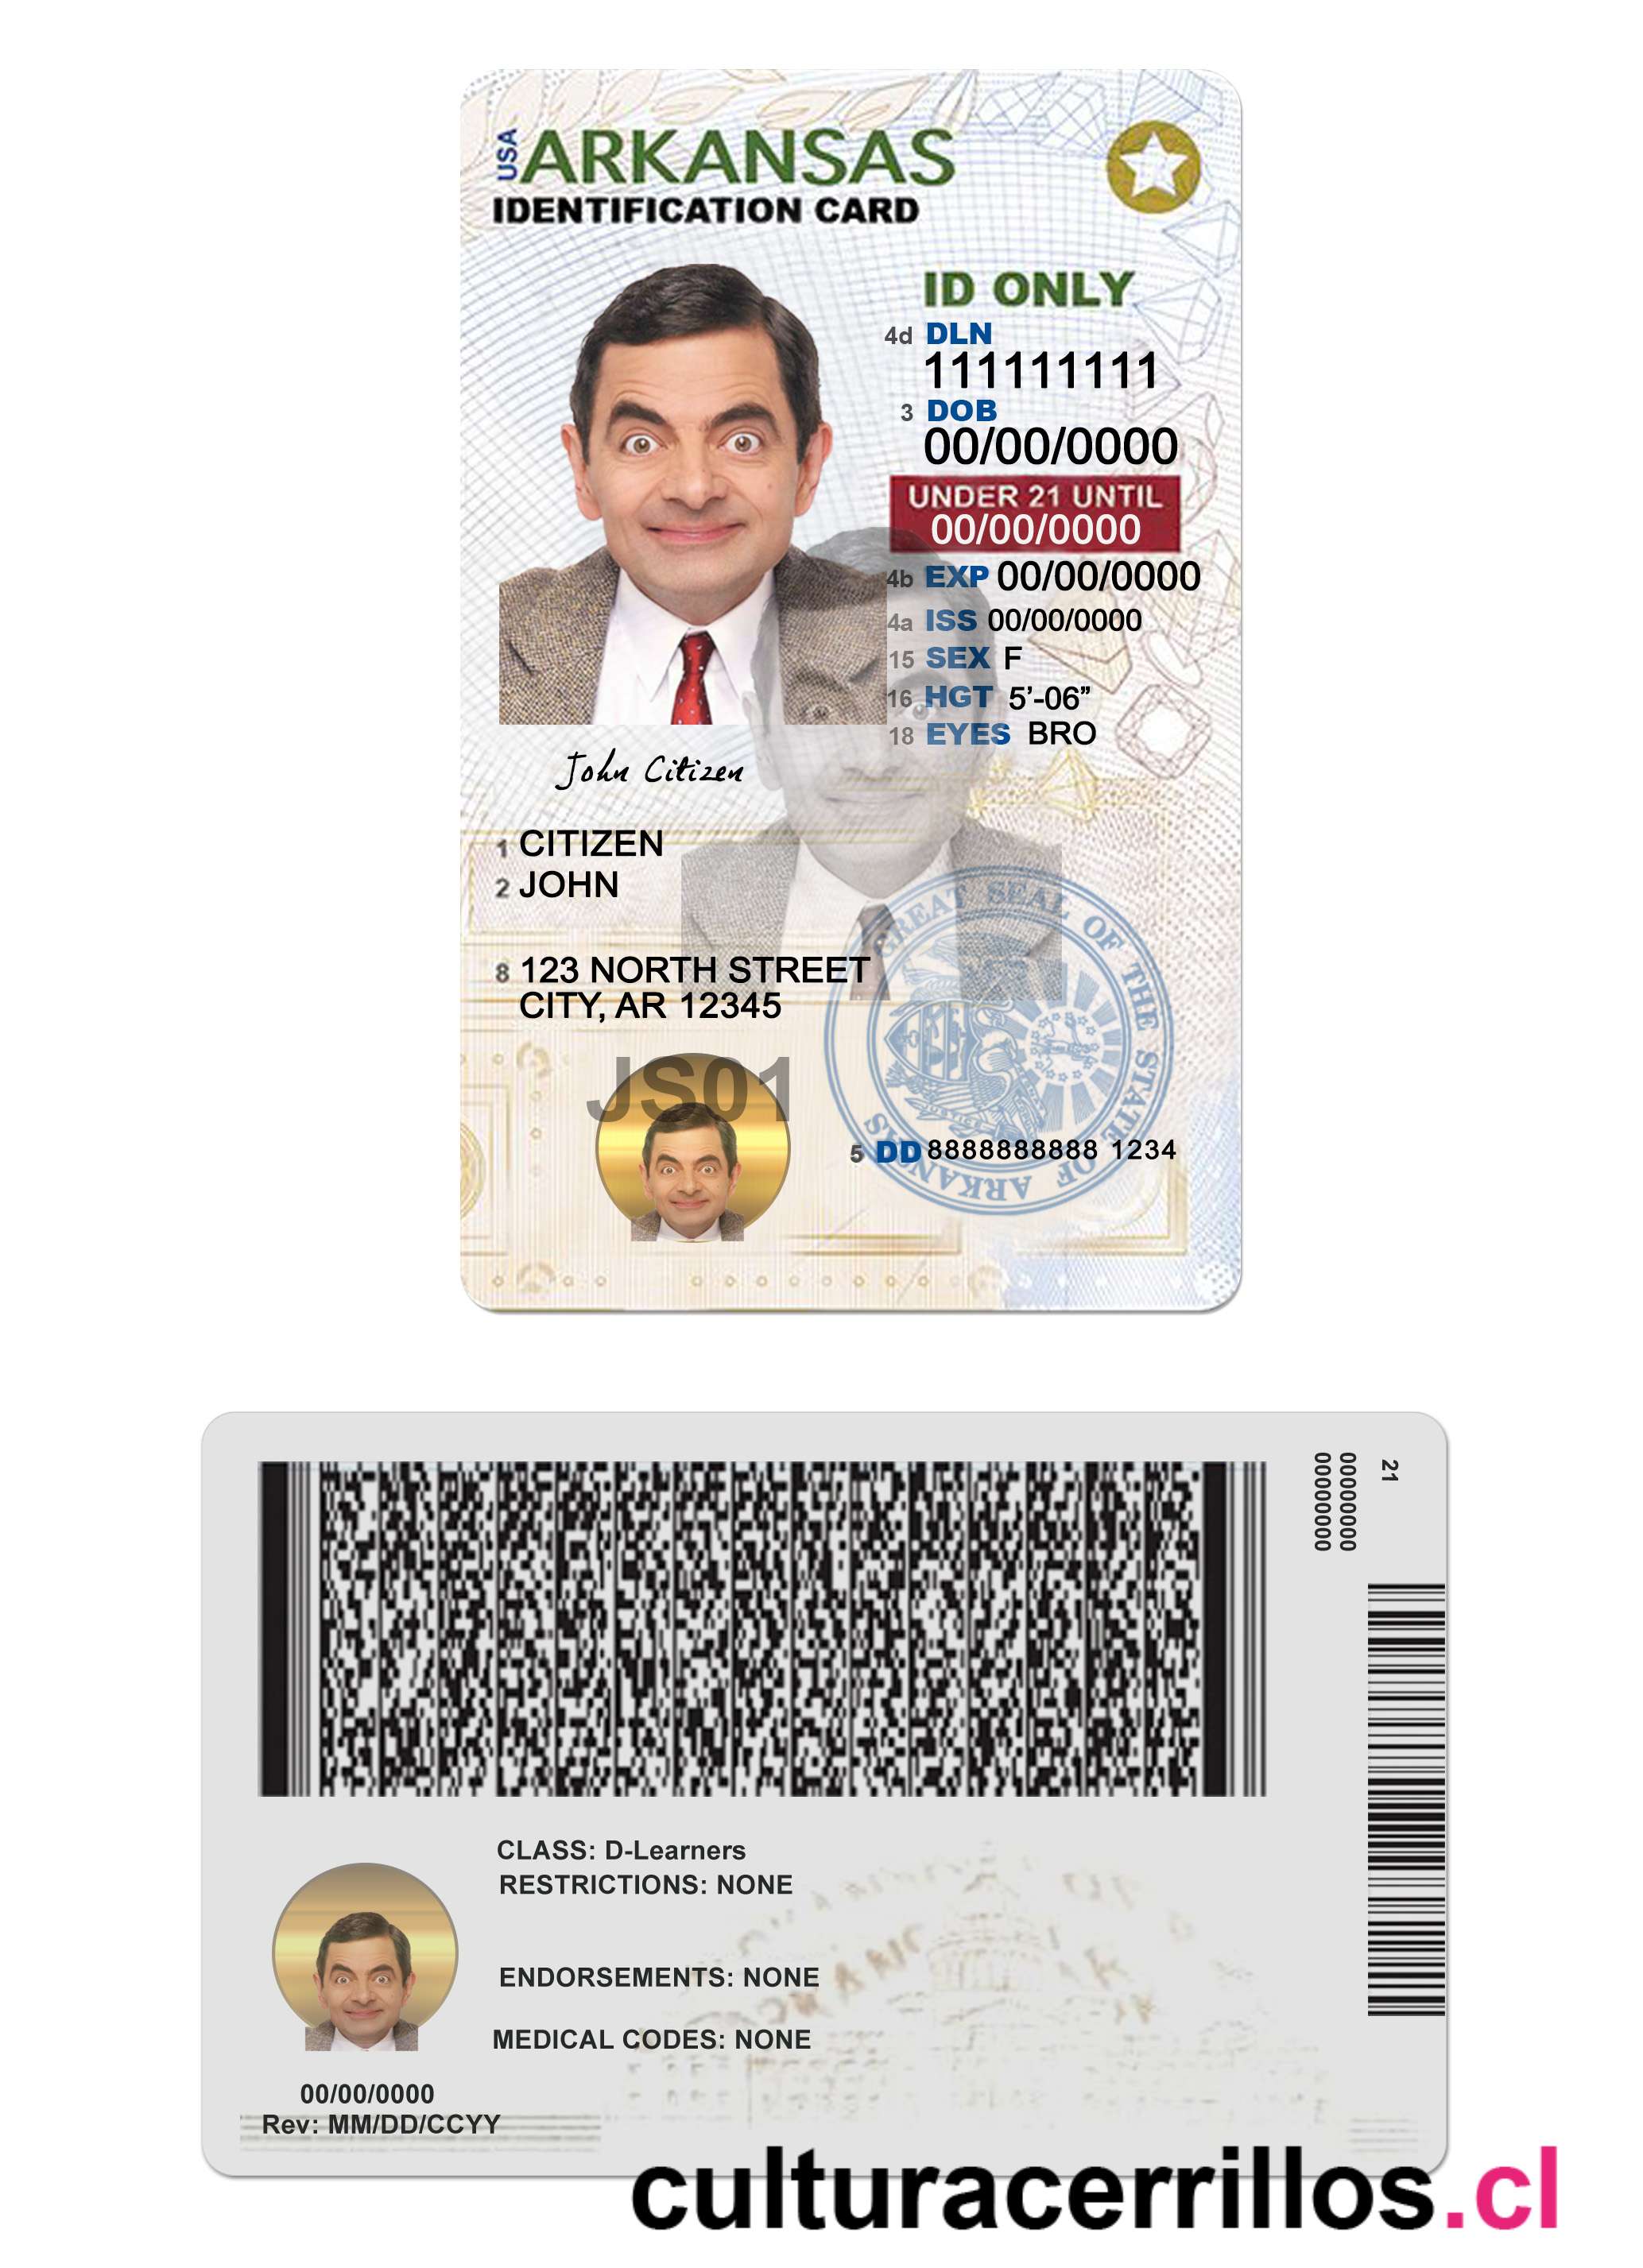 USA ARKANSAS
IDENTIFICATION CARD
ID ONLY
4d DLN
111111111
3 DOB
00/00/0000
UNDER 21 UNTIL
00/00/0000
4b EXP 00/00/0000
4a ISS 00/00/0000
15 SEX F
16 HGT 5'-06"
18 EYES BRO
John Citizen
1 CITIZEN
2 JOHN
8 123 NORTH STREET
CITY, AR 12345
GREAT SEAL OF THE STATE OF ARKANSAS
JS01
5 DD 8888888888 1234
21
00000000
00000000
CLASS: D-Learners
RESTRICTIONS: NONE
ENDORSEMENTS: NONE
MEDICAL CODES: NONE
00/00/0000
Rev: MM/DD/CCYY
culturacerrillos.cl